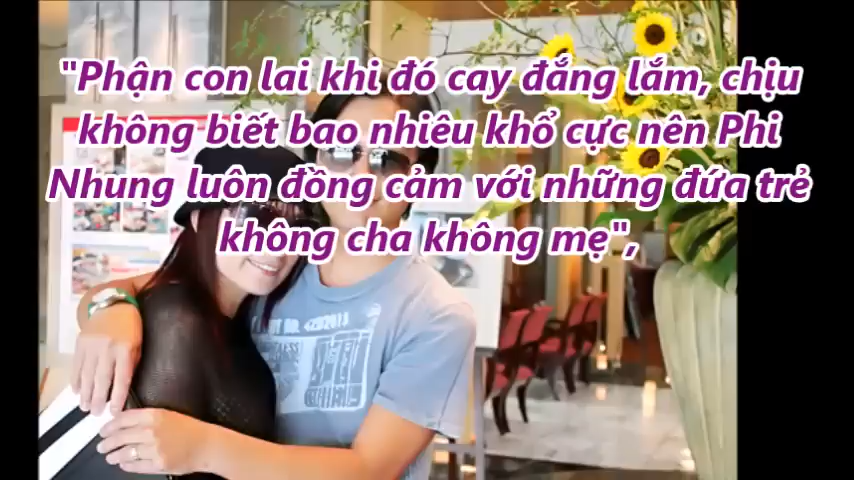 "Phận con lai khi đó cay đắng lắm, chịu
không biết bao nhiêu khổ cực nên Phi
Nhung luôn đồng cảm với những đứa trẻ
không cha không mẹ",